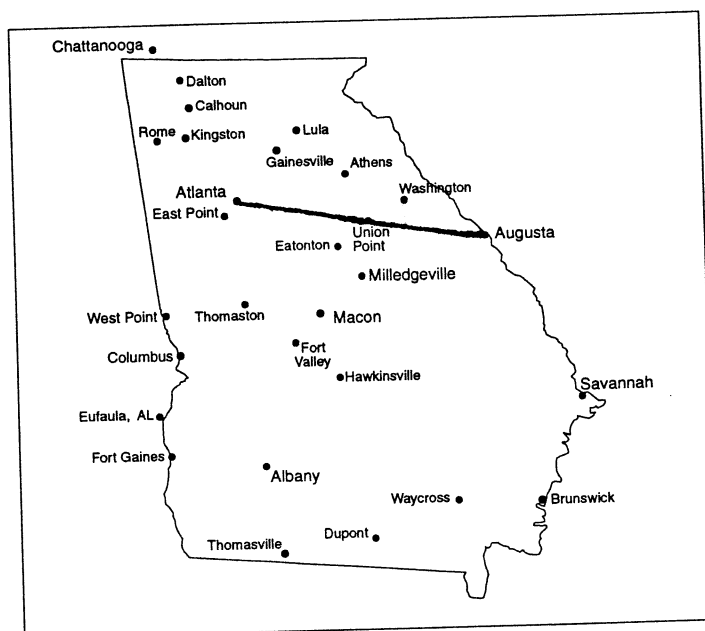 Chattanooga
Dalton
Calhoun
Rome
Kingston
Lula
Gainesville
Athens
Atlanta
Washington
East Point
Union
Point
Augusta
Eatonton
Milledgeville
West Point
Thomaston
Macon
Columbus
Fort
Valley
Hawkinsville
Savannah
Eufaula, AL
Fort Gaines
Albany
Waycross
Brunswick
Dupont
Thomasville